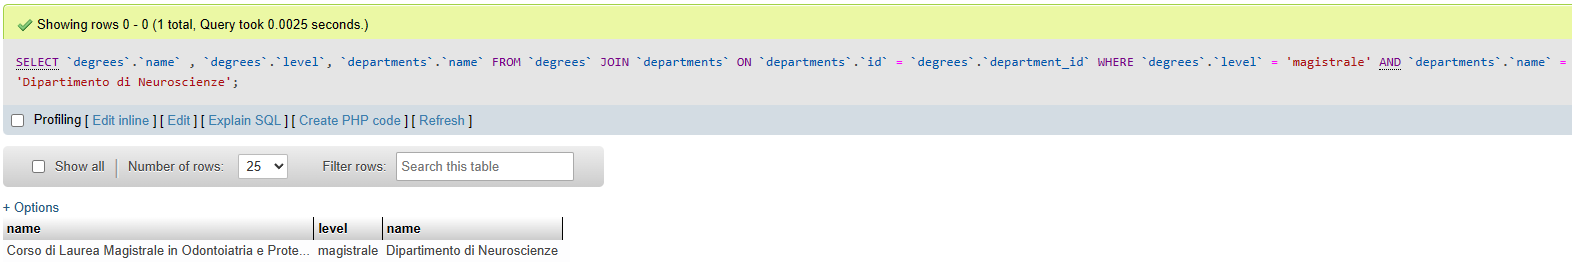 Showing rows 0 - 0 (1 total, Query took 0.0025 seconds.)
SELECT `degrees`.`name` , `degrees`.`level`, `departments`.`name` FROM `degrees` JOIN `departments` ON `departments`.`id` = `degrees`.`department_id` WHERE `degrees`.`level` = 'magistrale' AND `departments`.`name` =
'Dipartimento di Neuroscienze';
Profiling [ Edit inline ] [ Edit ] [ Explain SQL ] [ Create PHP code ] [ Refresh ]
Show all Number of rows: 25 Filter rows: Search this table
+ Options
name level name
Corso di Laurea Magistrale in Odontoiatria e Prote... magistrale Dipartimento di Neuroscienze